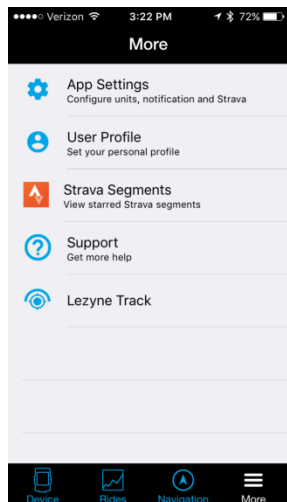 Verizon 3:22 PM 72%
More
App Settings
Configure units, notification and Strava
User Profile
Set your personal profile
Strava Segments
View starred Strava segments
Support
Get more help
Lezyne Track
Device Rides Navigation More